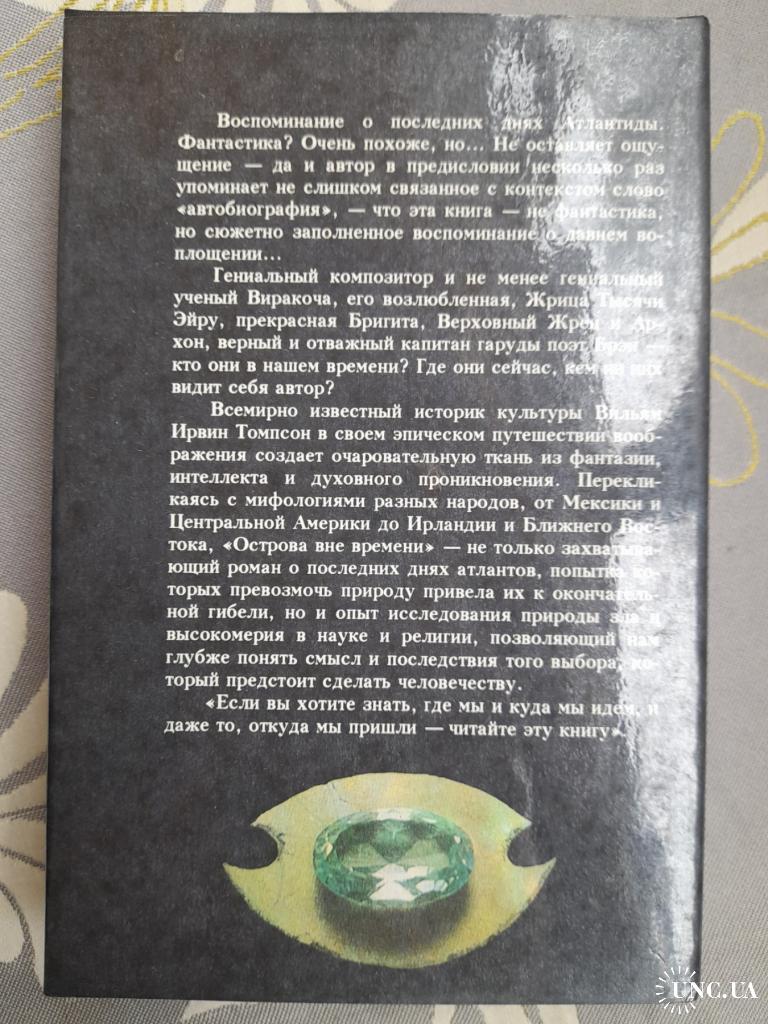 Воспоминание о последних днях Атлантиды.
Фантастика? Очень похоже, но... Не оставляет ощу-
щение — да и автор в предисловии несколько раз
упоминает не слишком связанное с контекстом слово
«автобиография», — что эта книга — не фантастика,
но сюжетно заполненное воспоминание о давнем во-
площении...
Гениальный композитор и не менее гениальный
ученый Виракоча, его возлюбленная, Жрица Тысячи
Эйру, прекрасная Бригита, Верховный Жрец и Ар-
хон, верный и отважный капитан гаруды поэт Брэн —
кто они в нашем времени? Где они сейчас, кем из них
видит себя автор?
Всемирно известный историк культуры Вильям
Ирвин Томпсон в своем эпическом путешествии вооб-
ражения создает очаровательную ткань из фантазии,
интеллекта и духовного проникновения. Перекли-
каясь с мифологиями разных народов, от Мексики и
Центральной Америки до Ирландии и Ближнего Вос-
тока, «Острова вне времени» — не только захватыва-
ющий роман о последних днях атлантов, попытка ко-
торых превозмочь природу привела их к окончатель-
ной гибели, но и опыт исследования природы зла и
высокомерия в науке и религии, позволяющий нам
глубже понять смысл и последствия того выбора, ко-
торый предстоит сделать человечеству.
«Если вы хотите знать, где мы и куда мы идем, и
даже то, откуда мы пришли — читайте эту книгу».
UNC.UA